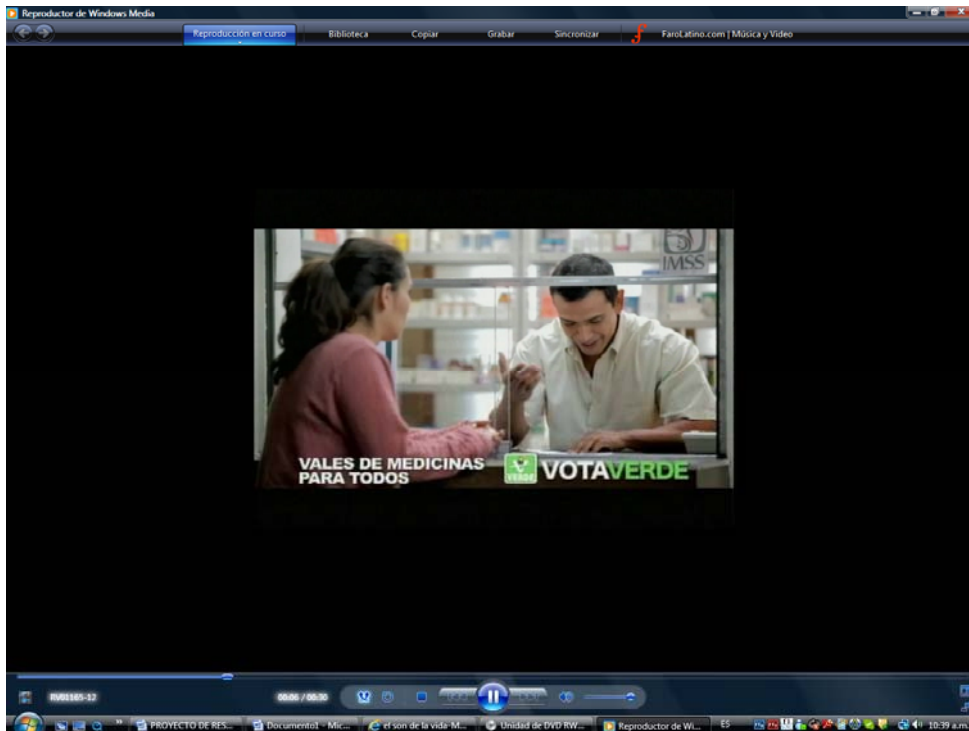 Reproductor de Windows Media
Reproducción en curso Biblioteca Copiar Grabar Sincronizar FaroLatino.com | Música y Video
IMSS
VALES DE MEDICINAS
PARA TODOS
VERDE
VOTAVERDE
RV01165-12 00:06 / 00:30
PROYECTO DE RES... Documento1 - Mic... el son de la vida-M... Unidad de DVD RW... Reproductor de Wi... ES 10:39 a.m.